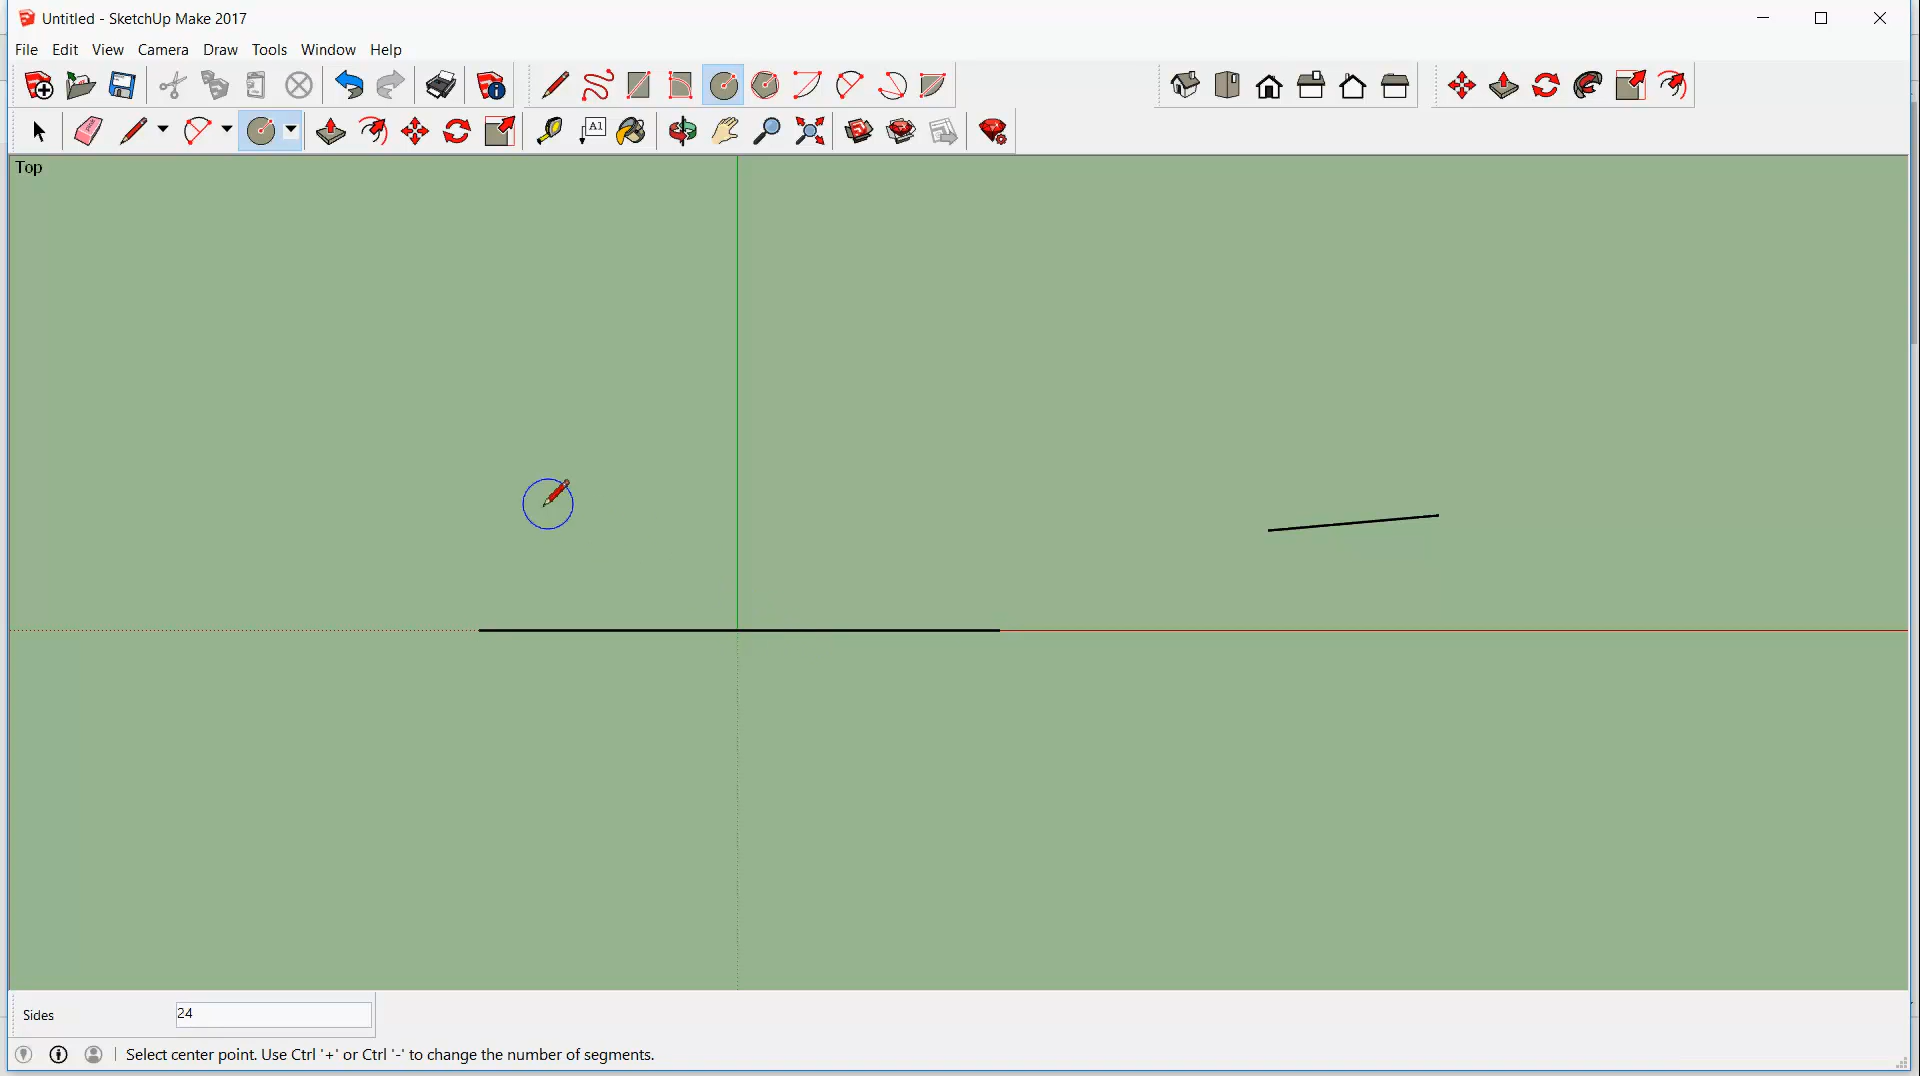 Untitled - SketchUp Make 2017
File Edit View Camera Draw Tools Window Help
A1
Top
Sides 24
Select center point. Use Ctrl '+' or Ctrl '-' to change the number of segments.